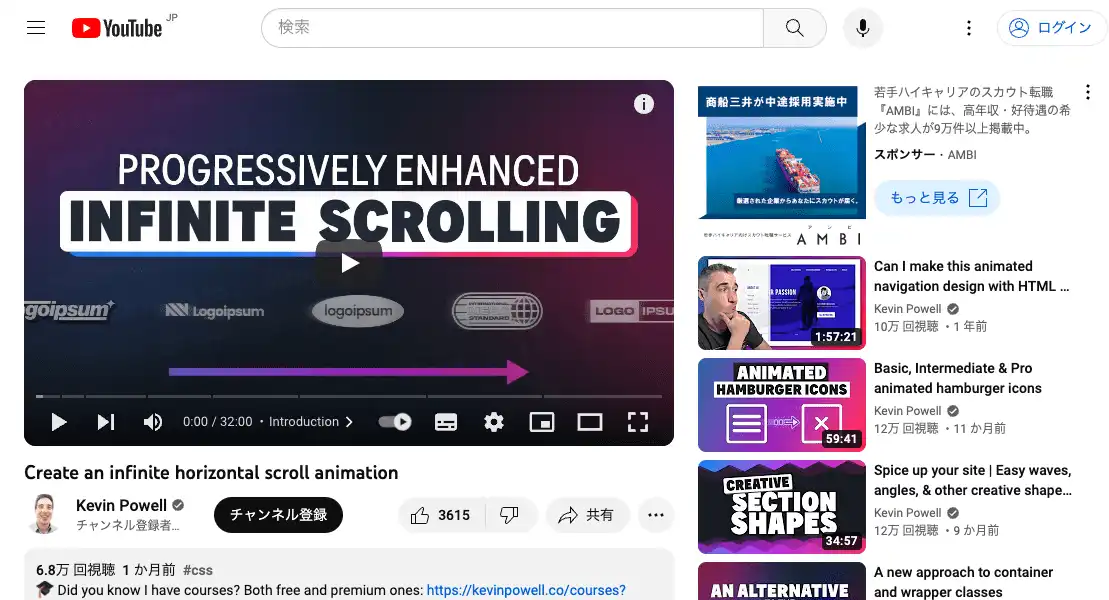 YouTube JP
検索
ログイン
PROGRESSIVELY ENHANCED
INFINITE SCROLLING
goipsum
Logoipsum
logoipsum
INTERNATIONAL
STANDARD
LOGO IPSU
0:00 / 32:00 ・ Introduction
Create an infinite horizontal scroll animation
Kevin Powell
チャンネル登録者…
チャンネル登録
3615
共有
6.8万 回視聴 1 か月前 #css
Did you know I have courses? Both free and premium ones: https://kevinpowell.co/courses?
商船三井が中途採用実施中
厳選された企業からあなたにスカウトが届く。
若手ハイキャリア向けスカウト転職サービス
アンビ
AMBI
若手ハイキャリアのスカウト転職
『AMBI』には、高年収・好待遇の希
少な求人が9万件以上掲載中。
スポンサー・AMBI
もっと見る
PASSION
1:57:21
Can I make this animated
navigation design with HTML ...
Kevin Powell
10万 回視聴 ・1 年前
ANIMATED
HAMBURGER ICONS
59:41
Basic, Intermediate & Pro
animated hamburger icons
Kevin Powell
12万 回視聴 ・11 か月前
CREATIVE
SECTION
SHAPES
34:57
Spice up your site | Easy waves,
angles, & other creative shape...
Kevin Powell
12万 回視聴 ・9 か月前
AN ALTERNATIVE
A new approach to container
and wrapper classes